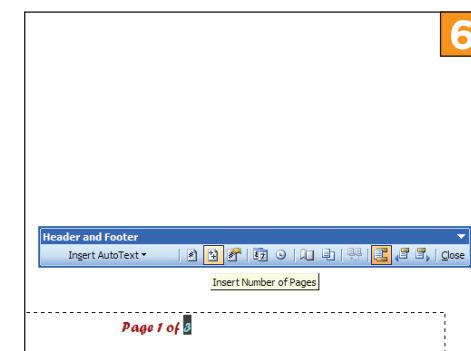 6
Header and Footer
Insert AutoText
Close
Insert Number of Pages
Page 1 of 3